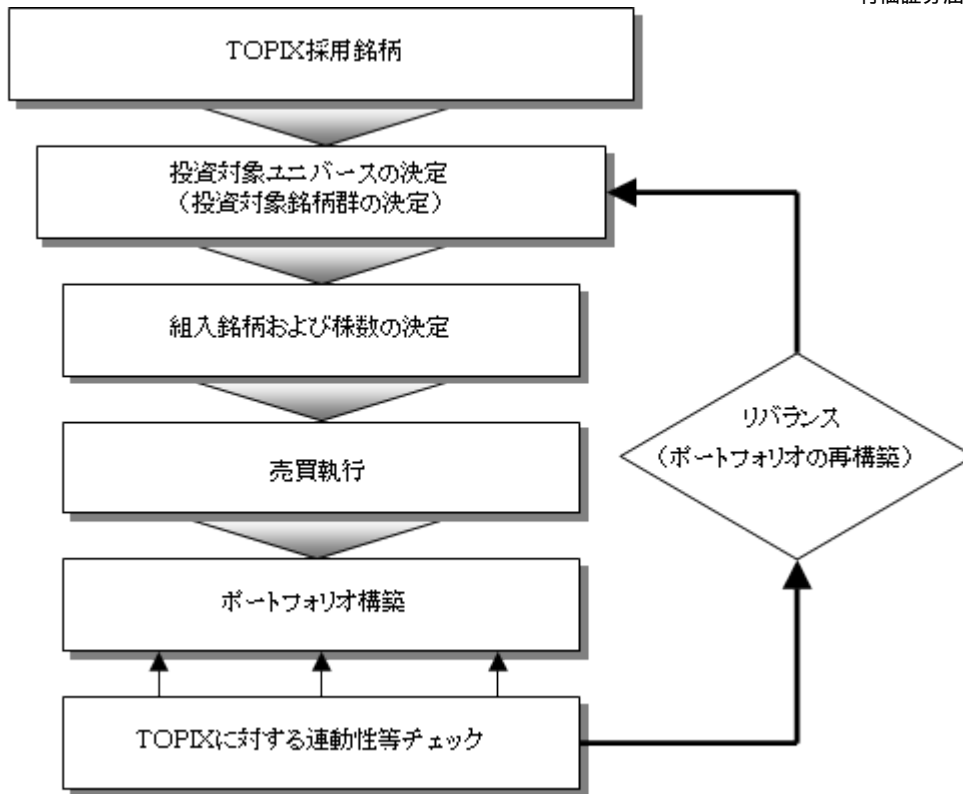 TOPIX採用銘柄
投資対象ユニバースの決定
（投資対象銘柄群の決定）
組入銘柄および株数の決定
売買執行
ポートフォリオ構築
TOPIXに対する連動性等チェック
リバランス
（ポートフォリオの再構築）